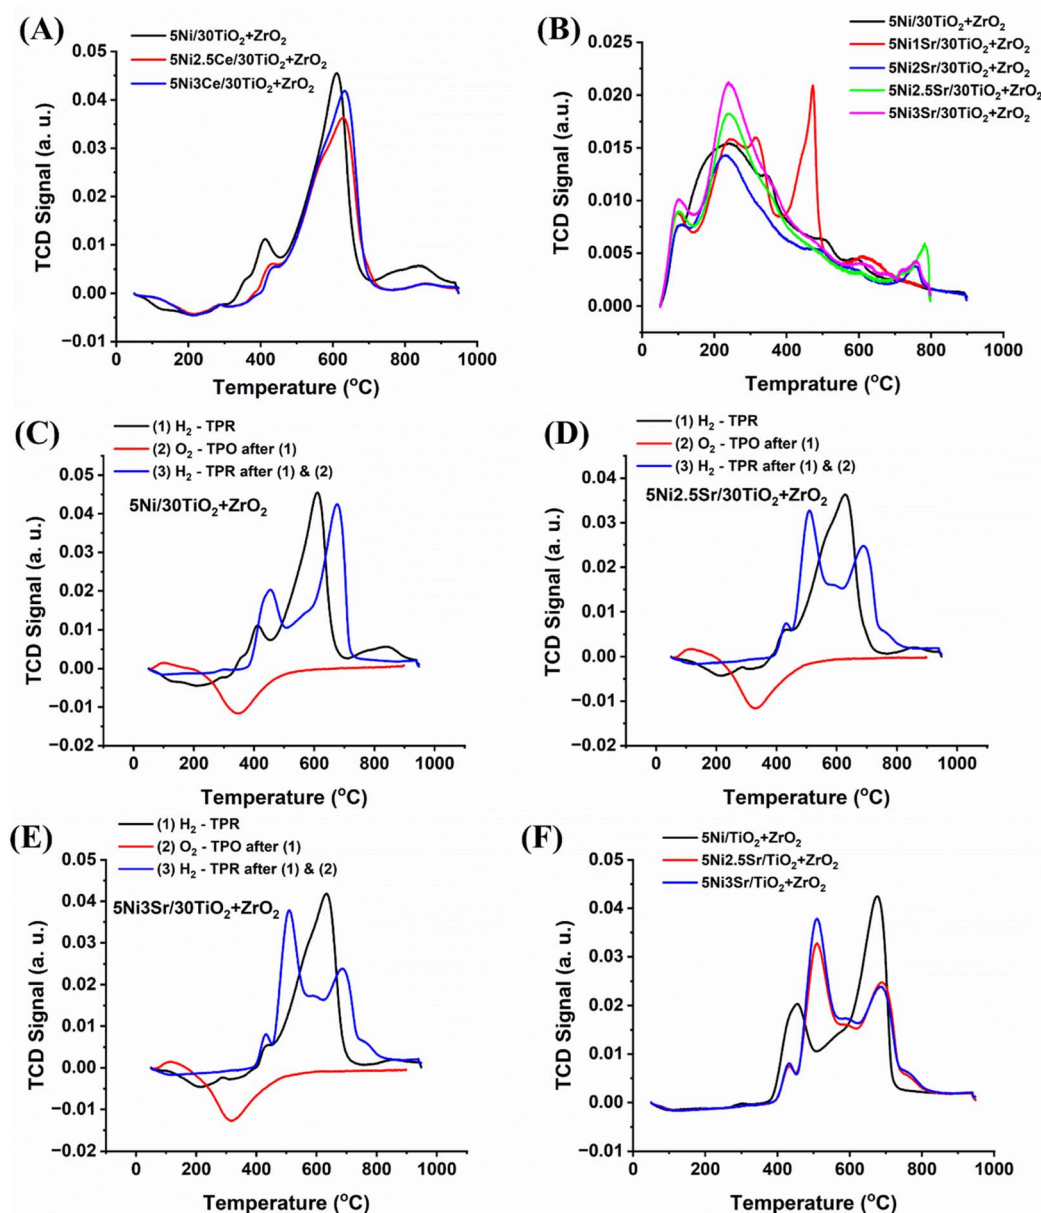 (A)
5Ni/30TiO₂+ZrO₂
5Ni2.5Ce/30TiO₂+ZrO₂
5Ni3Ce/30TiO₂+ZrO₂
TCD Signal (a. u.)
0.05
0.04
0.03
0.02
0.01
0.00
−0.01
0 200 400 600 800 1000
Temperature (°C)
(B)
5Ni/30TiO₂+ZrO₂
5Ni1Sr/30TiO₂+ZrO₂
5Ni2Sr/30TiO₂+ZrO₂
5Ni2.5Sr/30TiO₂+ZrO₂
5Ni3Sr/30TiO₂+ZrO₂
TCD Signal (a.u.)
0.025
0.020
0.015
0.010
0.005
0.000
0 200 400 600 800 1000
Temprature (°C)
(C)
(1) H₂ - TPR
(2) O₂ - TPO after (1)
(3) H₂ - TPR after (1) & (2)
5Ni/30TiO₂+ZrO₂
TCD Signal (a. u.)
0.05
0.04
0.03
0.02
0.01
0.00
−0.01
−0.02
0 200 400 600 800 1000
Temperature (°C)
(D)
(1) H₂ - TPR
(2) O₂ - TPO after (1)
(3) H₂ - TPR after (1) & (2)
5Ni2.5Sr/30TiO₂+ZrO₂
TCD Signal (a. u.)
0.05
0.04
0.03
0.02
0.01
0.00
−0.01
−0.02
0 200 400 600 800 1000
Temperature (°C)
(E)
(1) H₂ - TPR
(2) O₂ - TPO after (1)
(3) H₂ - TPR after (1) & (2)
5Ni3Sr/30TiO₂+ZrO₂
TCD Signal (a. u.)
0.05
0.04
0.03
0.02
0.01
0.00
−0.01
−0.02
0 200 400 600 800 1000
Temperature (°C)
(F)
5Ni/TiO₂+ZrO₂
5Ni2.5Sr/TiO₂+ZrO₂
5Ni3Sr/TiO₂+ZrO₂
TCD Signal (a. u.)
0.05
0.04
0.03
0.02
0.01
0.00
−0.01
0 200 400 600 800 1000
Temperature (°C)